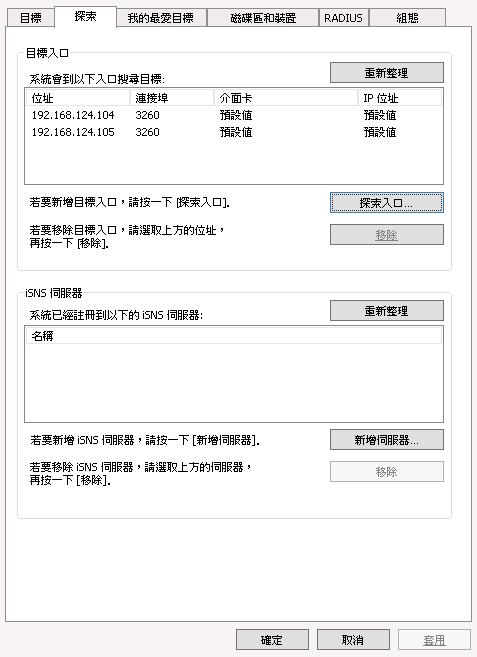 目標 探索 我的最愛目標 磁碟區和裝置 RADIUS 組態
目標入口
系統會到以下入口搜尋目標: 重新整理
位址 連接埠 介面卡 IP 位址
192.168.124.104 3260 預設值 預設值
192.168.124.105 3260 預設值 預設值
若要新增目標入口，請按一下 [探索入口]。 探索入口...
若要移除目標入口，請選取上方的位址， 移除
再按一下 [移除]。
iSNS 伺服器
系統已經註冊到以下的 iSNS 伺服器: 重新整理
名稱
若要新增 iSNS 伺服器，請按一下 [新增伺服器]。 新增伺服器...
若要移除 iSNS 伺服器，請選取上方的伺服器， 移除
再按一下 [移除]。
確定 取消 套用